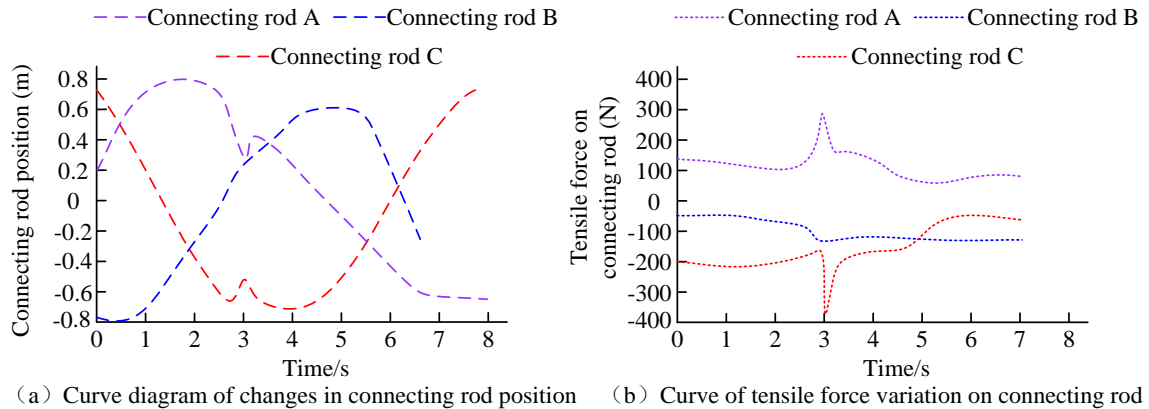 Connecting rod A
Connecting rod B
Connecting rod C
Connecting rod position (m)
0.8
0.6
0.4
0.2
0
-0.2
-0.4
-0.6
-0.8
0 1 2 3 4 5 6 7 8
Time/s
（a）Curve diagram of changes in connecting rod position
Connecting rod A
Connecting rod B
Connecting rod C
Tensile force on
connecting rod (N)
400
300
200
100
0
-100
-200
-300
-400
0 1 2 3 4 5 6 7 8
Time/s
（b）Curve of tensile force variation on connecting rod